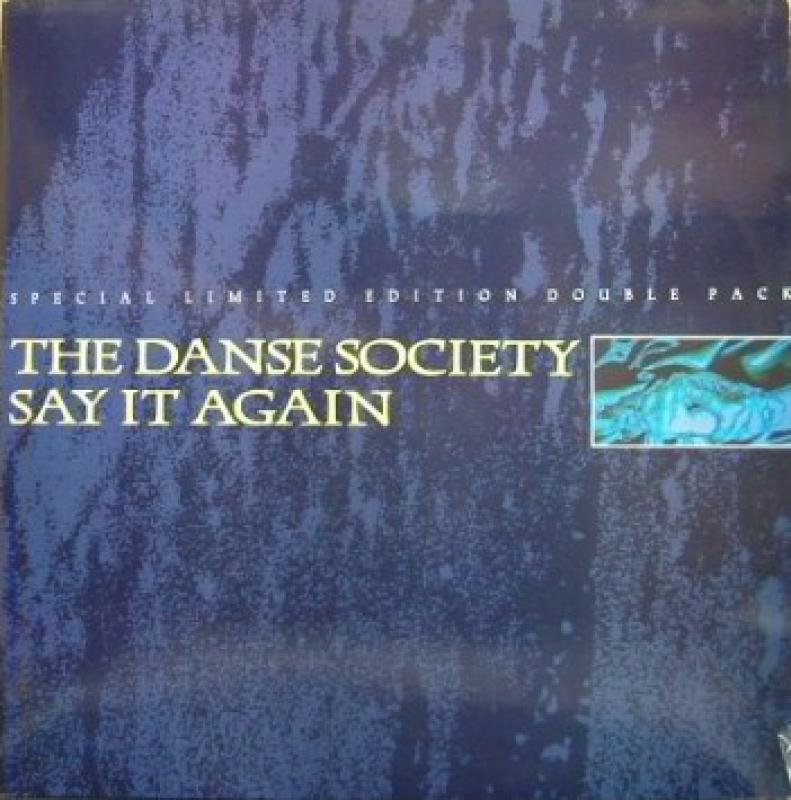 SPECIAL LIMITED EDITION DOUBLE PACK
THE DANSE SOCIETY
SAY IT AGAIN